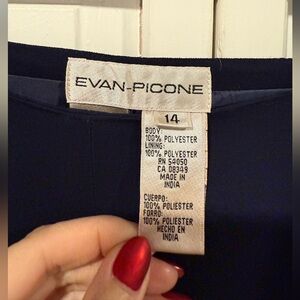 EVAN-PICONE
14
BODY:
100% POLYESTER
LINING:
100% POLYESTER
RN 54050
CA 08349
MADE IN
INDIA
CUERPO:
100% POLIESTER
FORRO:
100% POLIESTER
HECHO EN
INDIA